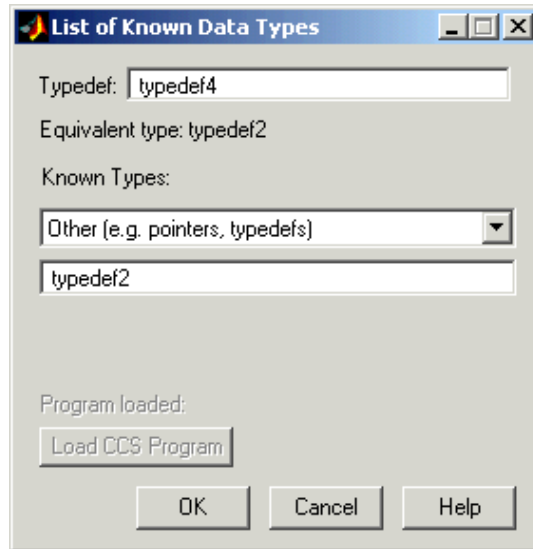 List of Known Data Types
Typedef: typedef4
Equivalent type: typedef2
Known Types:
Other (e.g. pointers, typedefs)
typedef2
Program loaded:
Load CCS Program
OK Cancel Help